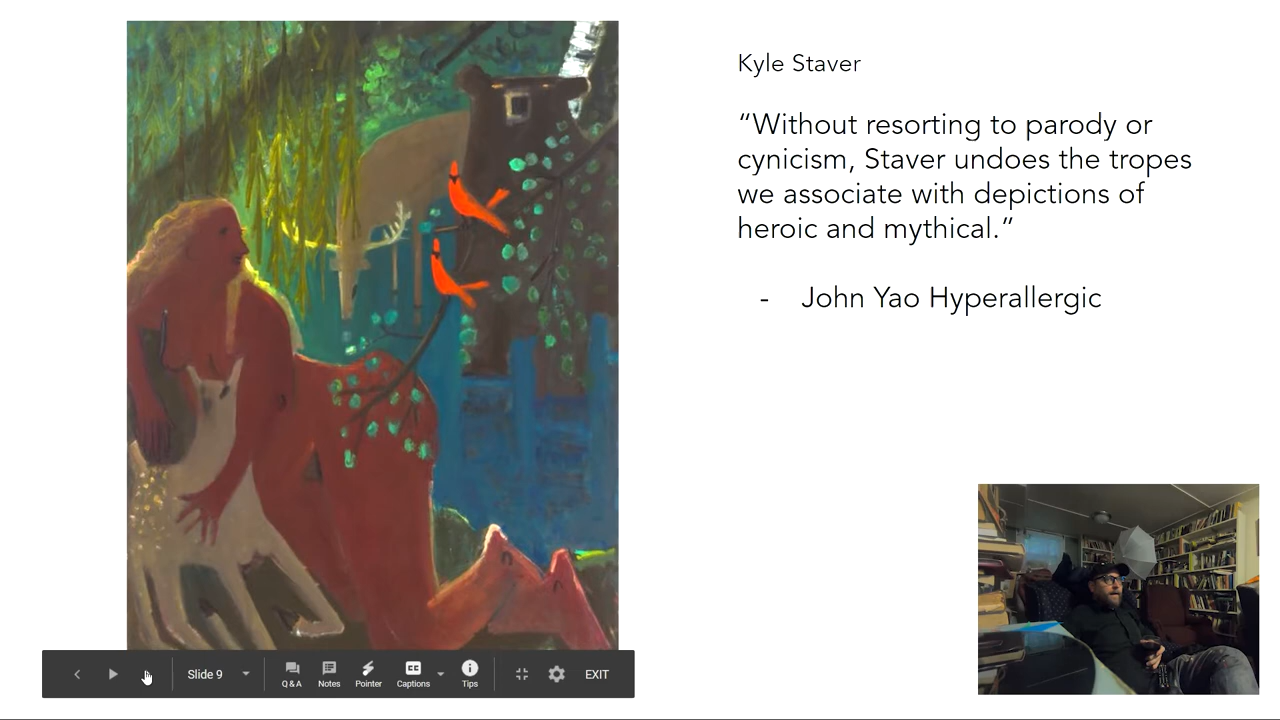 Kyle Staver
“Without resorting to parody or
cynicism, Staver undoes the tropes
we associate with depictions of
heroic and mythical.”
- John Yao Hyperallergic
Slide 9
Q & A
Notes
Pointer
CC
Captions
Tips
EXIT